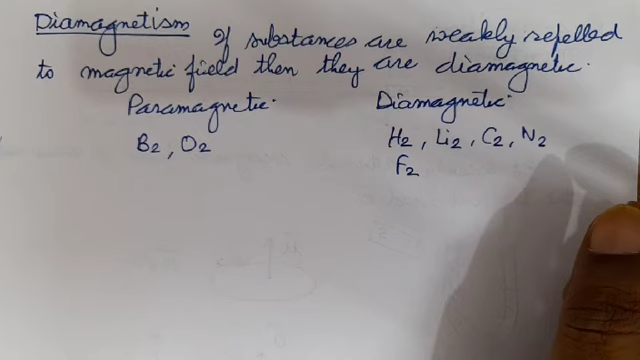 Diamagnetism If substances are weakly repelled
to magnetic field then they are diamagnetic.
Paramagnetic. Diamagnetic.
B2, O2 H2, Li2, C2, N2
F2